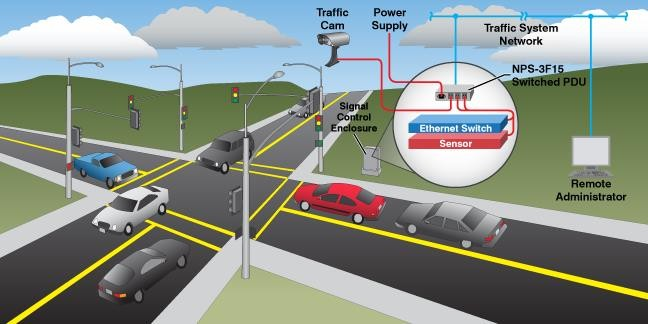 Traffic
Cam
Power
Supply
Traffic System
Network
NPS-3F15
Switched PDU
Signal
Control
Enclosure
Ethernet Switch
Sensor
Remote
Administrator